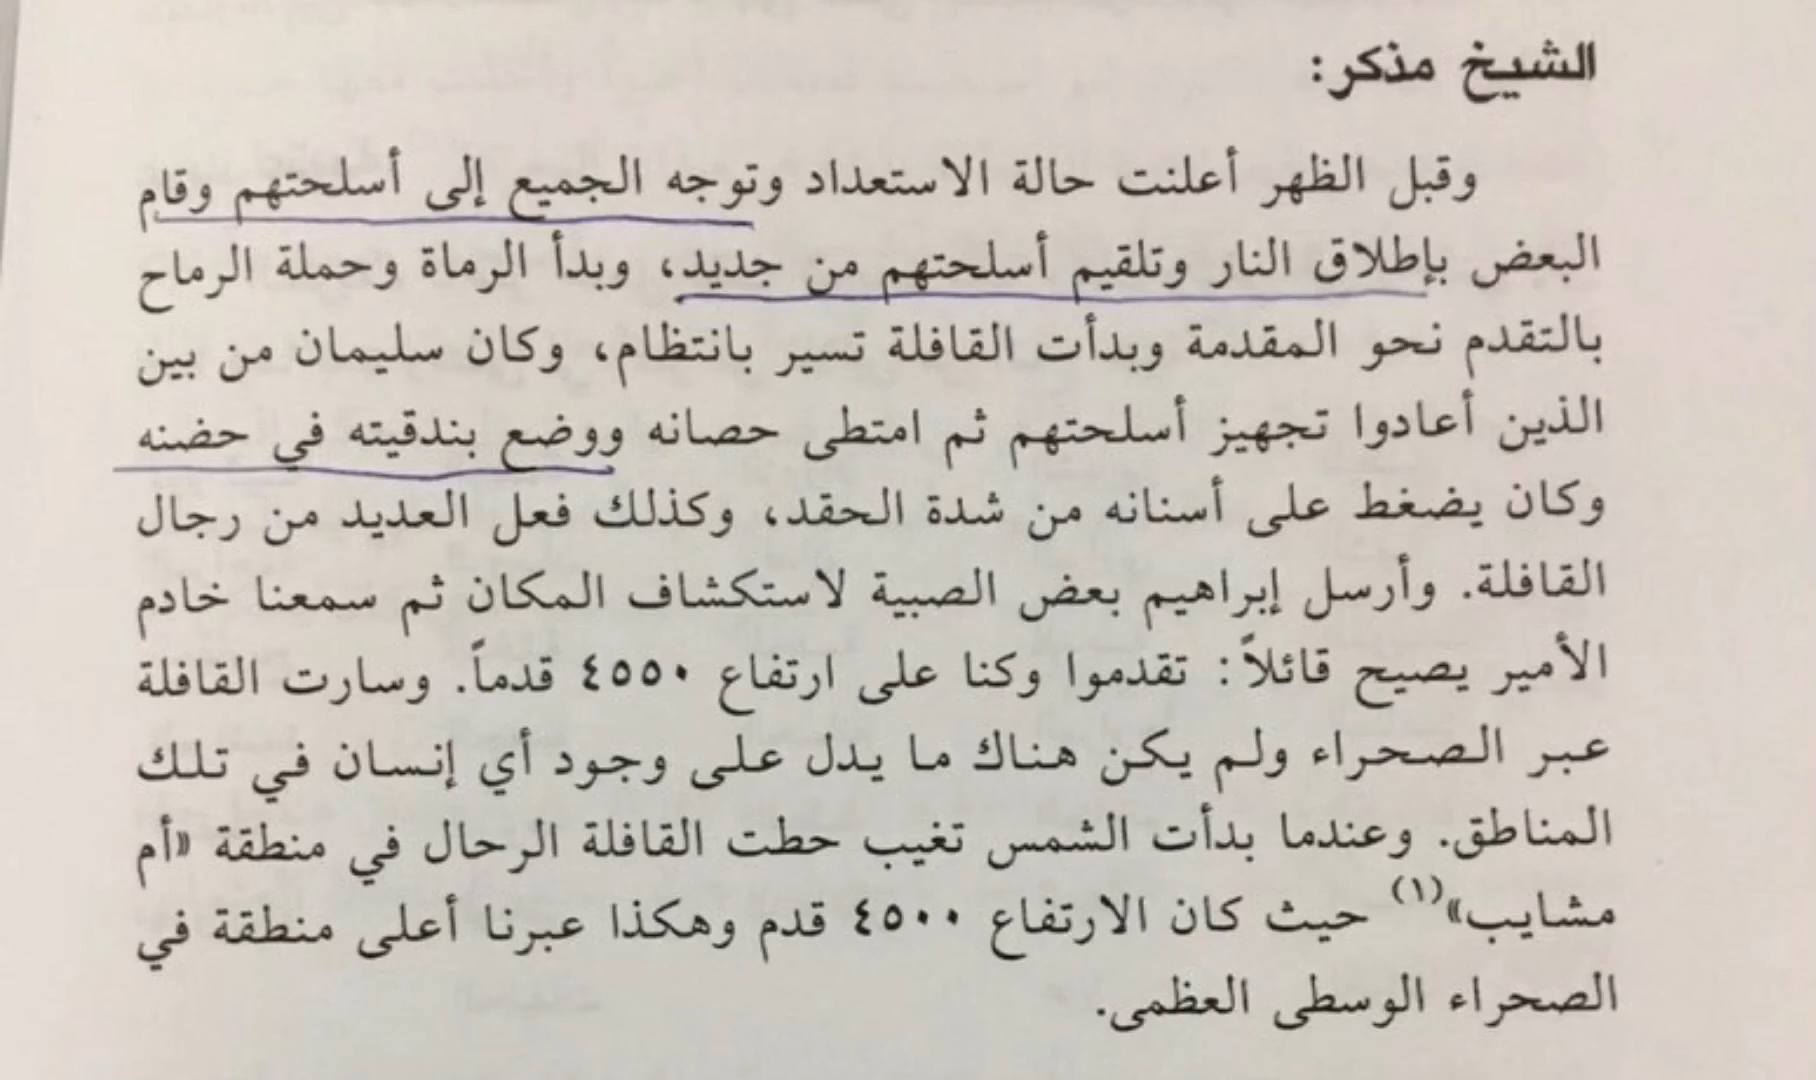 الشيخ مذكر:
وقبل الظهر أعلنت حالة الاستعداد وتوجه الجميع إلى أسلحتهم وقام
البعض بإطلاق النار وتلقيم أسلحتهم من جديد، وبدأ الرماة وحملة الرماح
بالتقدم نحو المقدمة وبدأت القافلة تسير بانتظام، وكان سليمان من بين
الذين أعادوا تجهيز أسلحتهم ثم امتطى حصانه ووضع بندقيته في حضنه
وكان يضغط على أسنانه من شدة الحقد، وكذلك فعل العديد من رجال
القافلة. وأرسل إبراهيم بعض الصبية لاستكشاف المكان ثم سمعنا خادم
الأمير يصيح قائلاً: تقدموا وكنا على ارتفاع ٤٥٥٠ قدماً. وسارت القافلة
عبر الصحراء ولم يكن هناك ما يدل على وجود أي إنسان في تلك
المناطق. وعندما بدأت الشمس تغيب حطت القافلة الرحال في منطقة «أم
مشايب»(١) حيث كان الارتفاع ٤٥٠٠ قدم وهكذا عبرنا أعلى منطقة في
الصحراء الوسطى العظمى.